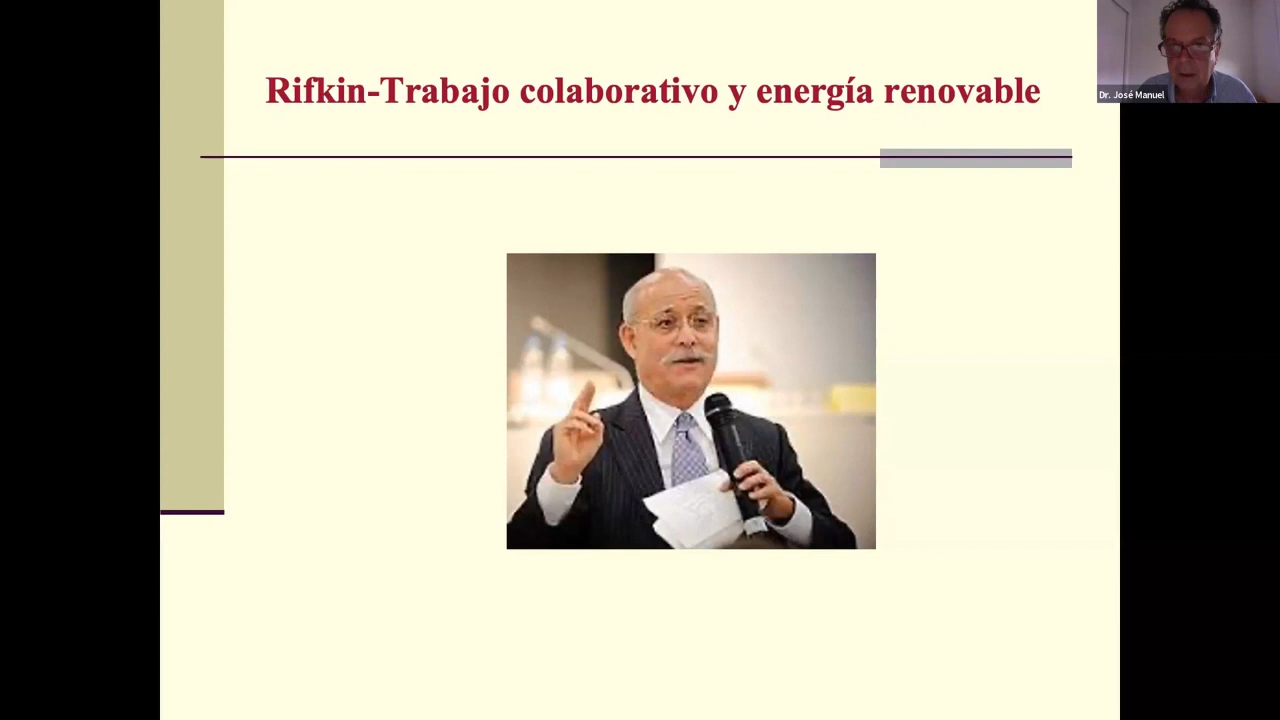 Rifkin-Trabajo colaborativo y energía renovable
Dr. José Manuel